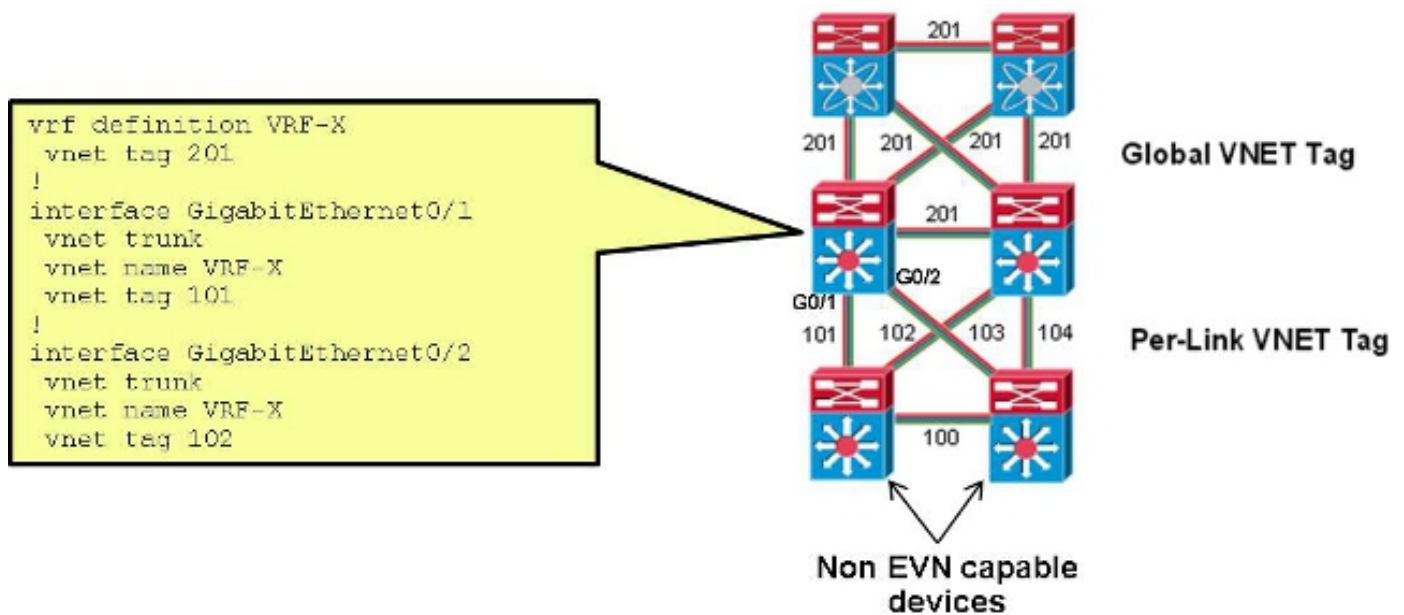 vrf definition VRF-X
vnet tag 201
!
interface GigabitEthernet0/1
vnet trunk
vnet name VRF-X
vnet tag 101
!
interface GigabitEthernet0/2
vnet trunk
vnet name VRF-X
vnet tag 102
201
201 201 201 201
Global VNET Tag
201
G0/2
G0/1
101 102 103 104
Per-Link VNET Tag
100
Non EVN capable
devices